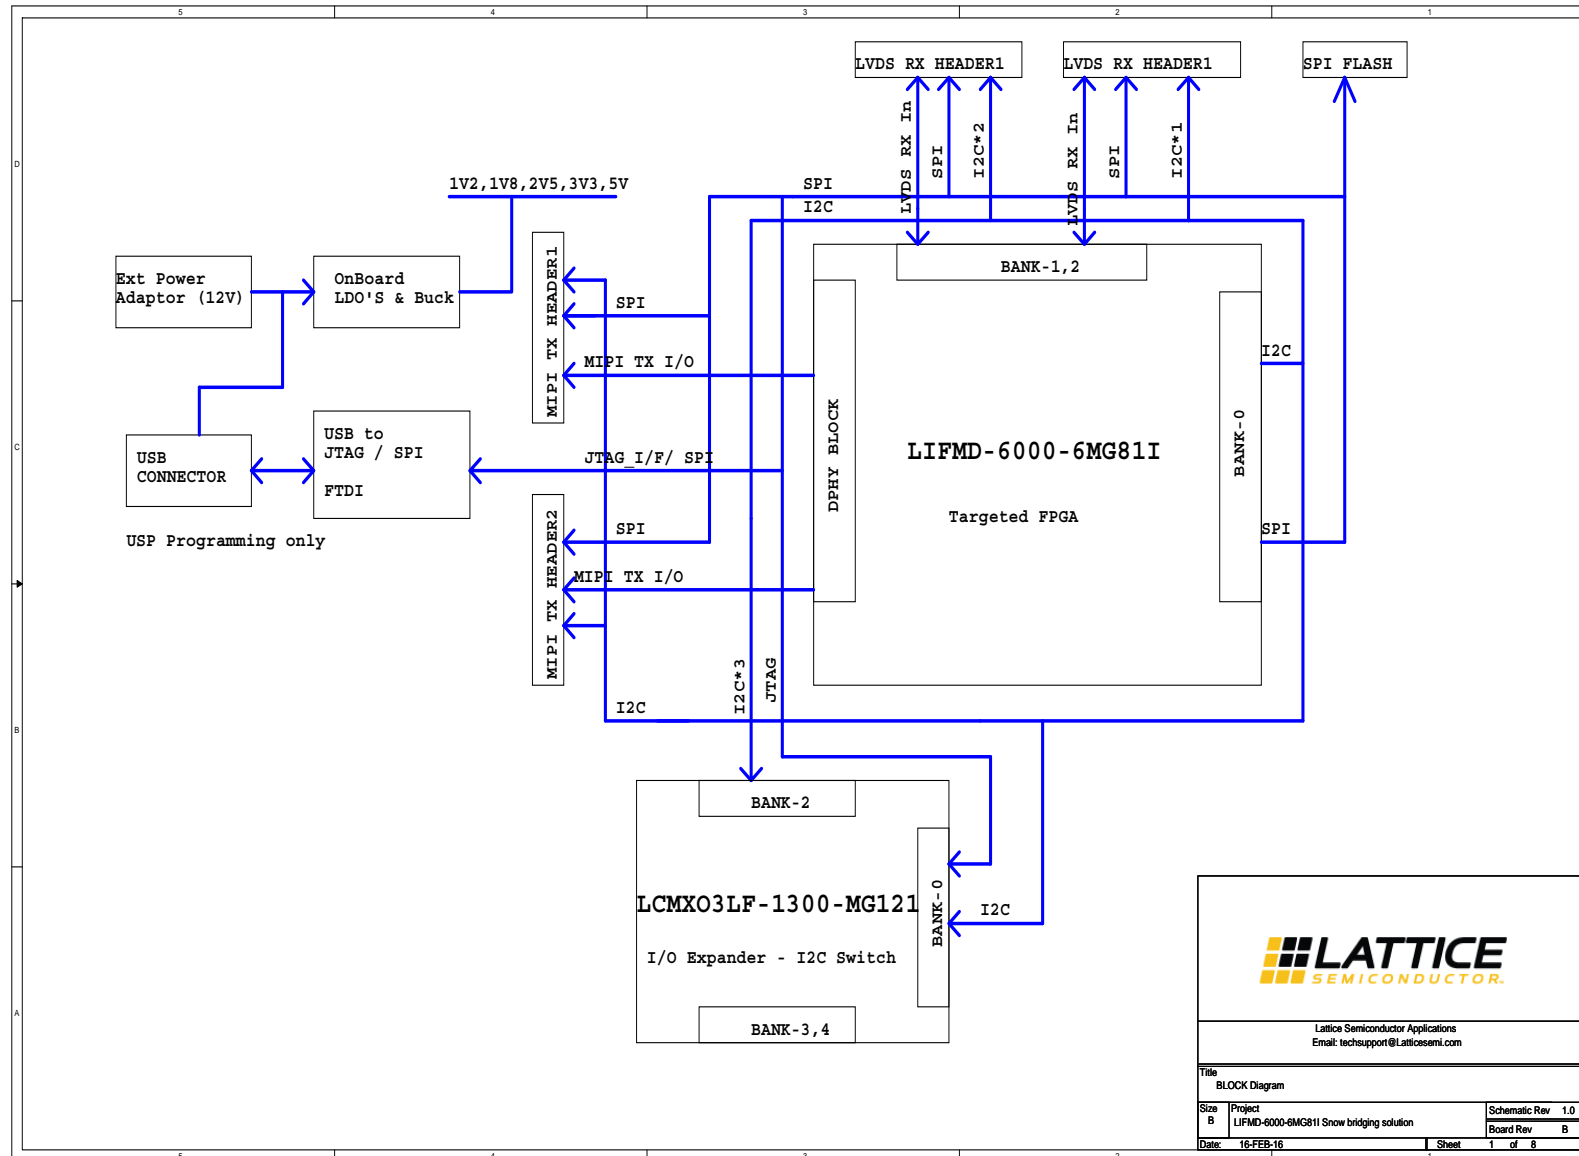 5 4 3 2 1
LVDS RX HEADER1
LVDS RX HEADER1
SPI FLASH
LVDS RX In
SPI
I2C*2
LVDS RX In
SPI
I2C*1
D
1V2,1V8,2V5,3V3,5V
SPI
I2C
Ext Power
Adaptor (12V)
OnBoard
LDO'S & Buck
MIPI TX HEADER1
SPI
MIPI TX I/O
BANK-1,2
I2C
DPHY BLOCK
LIFMD-6000-6MG81I
Targeted FPGA
BANK-0
SPI
C
USB
CONNECTOR
USB to
JTAG / SPI
FTDI
JTAG_I/F/ SPI
USP Programming only
MIPI TX HEADER2
SPI
MIPI TX I/O
I2C*3
JTAG
I2C
B
BANK-2
LCMXO3LF-1300-MG121
I/O Expander - I2C Switch
BANK-0
I2C
BANK-3,4
A
LATTICE
SEMICONDUCTOR
Lattice Semiconductor Applications
Email: techsupport@Latticesemi.com
Title
BLOCK Diagram
Size
B
Project
LIFMD-6000-6MG81I Snow bridging solution
Schematic Rev 1.0
Board Rev B
Date: 16-FEB-16
Sheet 1 of 8
5 4 3 2 1